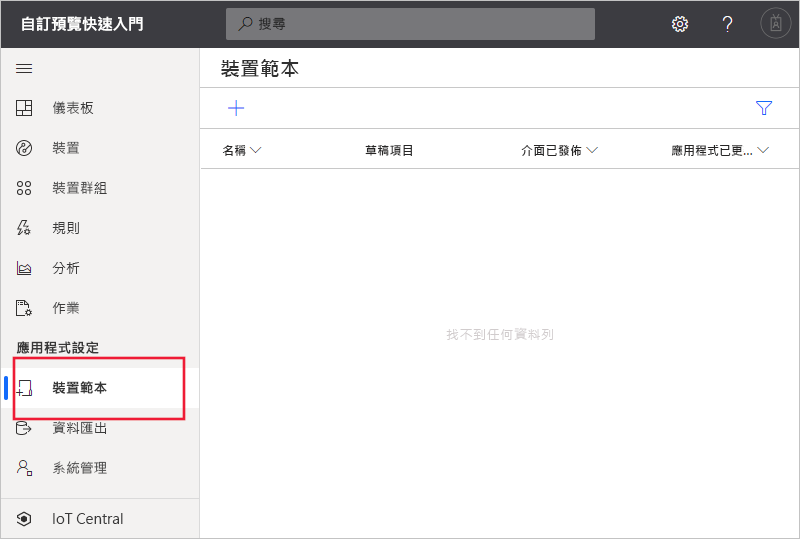 自訂預覽快速入門
搜尋
裝置範本
儀表板
裝置
裝置群組
規則
分析
作業
應用程式設定
裝置範本
資料匯出
系統管理
IoT Central
名稱 草稿項目 介面已發佈 應用程式已更...
找不到任何資料列